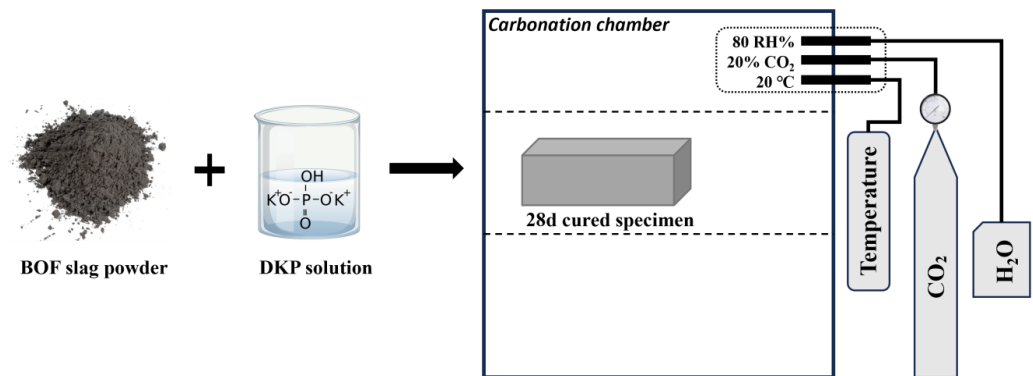 Carbonation chamber
80 RH%
20% CO₂
20 ℃
OH
K⁺O⁻–P–O⁻K⁺
O
BOF slag powder
DKP solution
28d cured specimen
Temperature
CO₂
H₂O